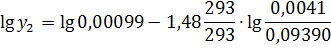 lg y₂ = lg 0,00099 − 1,48 293/293 · lg 0,0041/0,09390